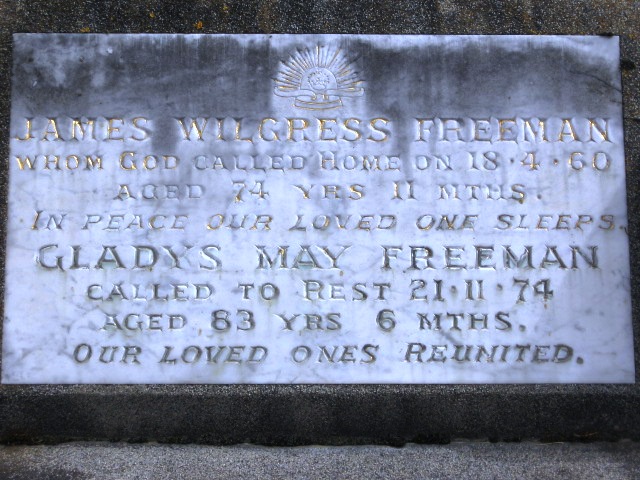 JAMES WILGRESS FREEMAN
WHOM GOD CALLED HOME ON 18·4·60
AGED 74 YRS 11 MTHS.
IN PEACE OUR LOVED ONE SLEEPS.
GLADYS MAY FREEMAN
CALLED TO REST 21·11·74
AGED 83 YRS 6 MTHS.
OUR LOVED ONES REUNITED.